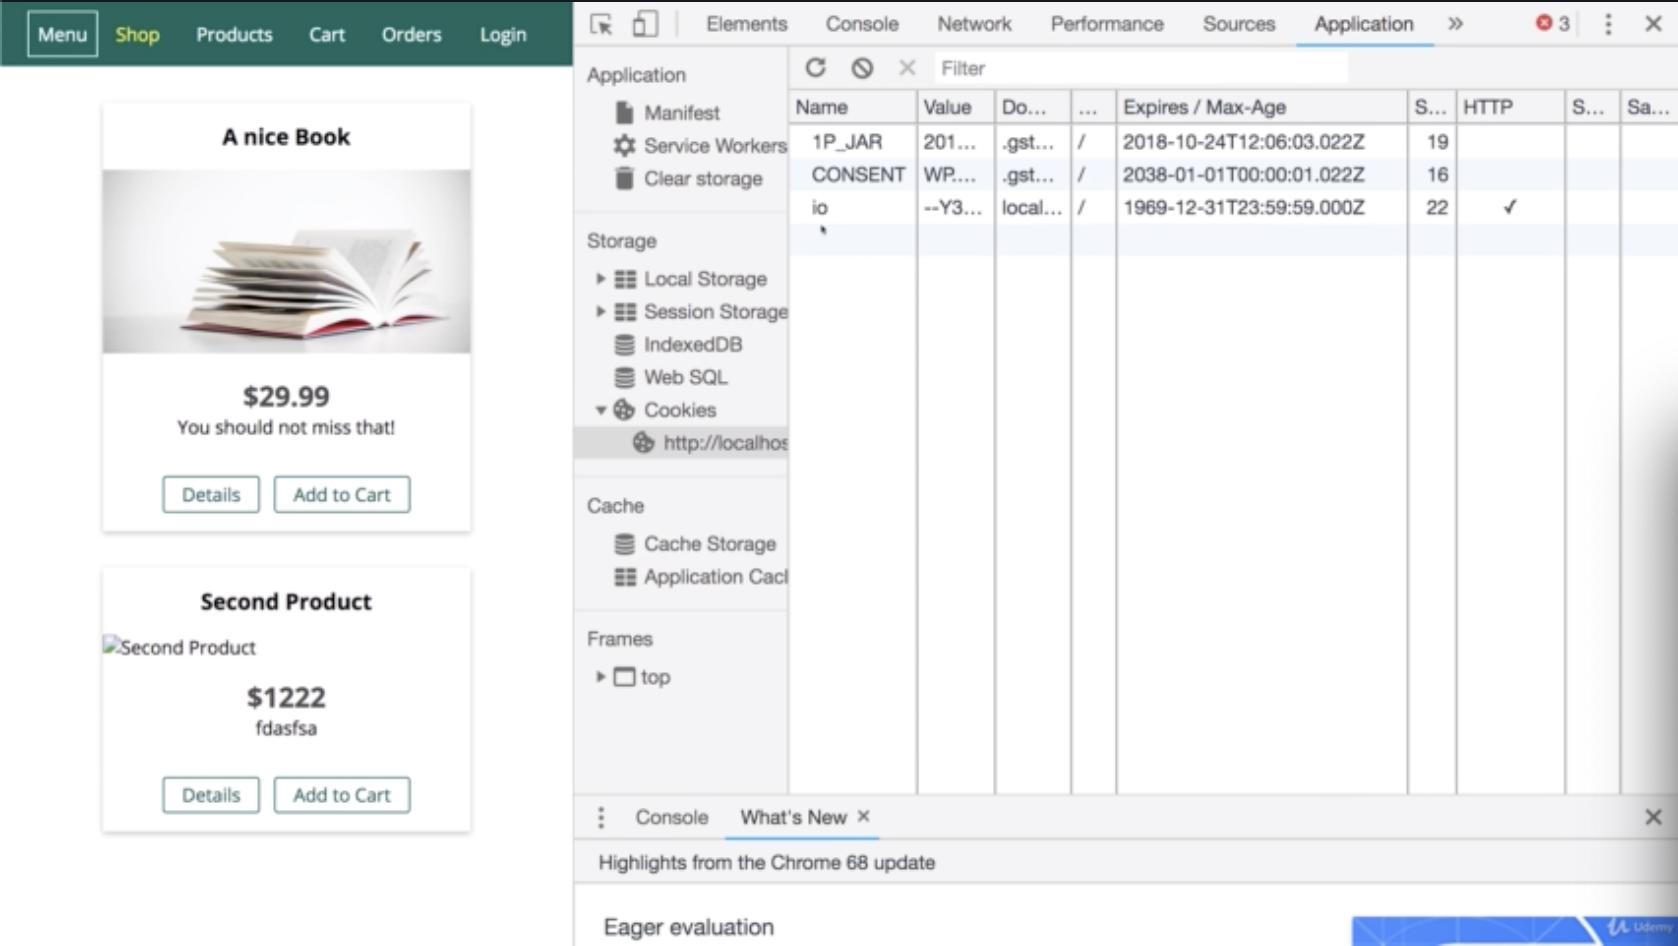 Menu Shop Products Cart Orders Login
A nice Book
$29.99
You should not miss that!
Details Add to Cart
Second Product
Second Product
$1222
fdasfsa
Details Add to Cart
Elements Console Network Performance Sources Application » 3
Application
Manifest
Service Workers
Clear storage
Storage
Local Storage
Session Storage
IndexedDB
Web SQL
Cookies
http://localhos
Cache
Cache Storage
Application Cacl
Frames
top
Filter
Name Value Do... ... Expires / Max-Age S... HTTP S... Sa...
1P_JAR 201... .gst... / 2018-10-24T12:06:03.022Z 19
CONSENT WP.... .gst... / 2038-01-01T00:00:01.022Z 16
io --Y3... local... / 1969-12-31T23:59:59.000Z 22 ✓
Console What's New ×
Highlights from the Chrome 68 update
Eager evaluation
Udemy